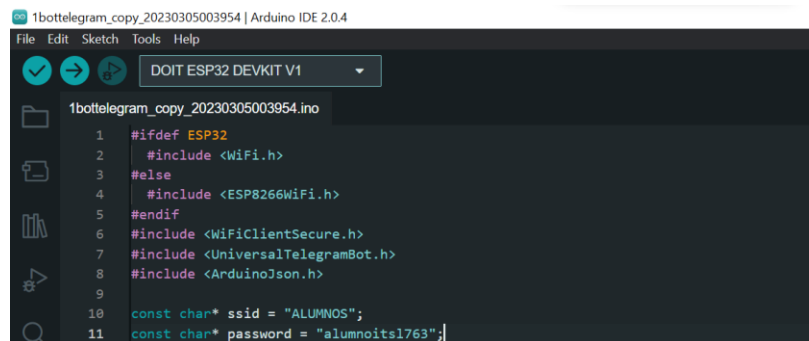 1bottelegram_copy_20230305003954 | Arduino IDE 2.0.4
File Edit Sketch Tools Help
DOIT ESP32 DEVKIT V1
1bottelegram_copy_20230305003954.ino
1 #ifdef ESP32
2 #include <WiFi.h>
3 #else
4 #include <ESP8266WiFi.h>
5 #endif
6 #include <WiFiClientSecure.h>
7 #include <UniversalTelegramBot.h>
8 #include <ArduinoJson.h>
9
10 const char* ssid = "ALUMNOS";
11 const char* password = "alumnoitsl763";